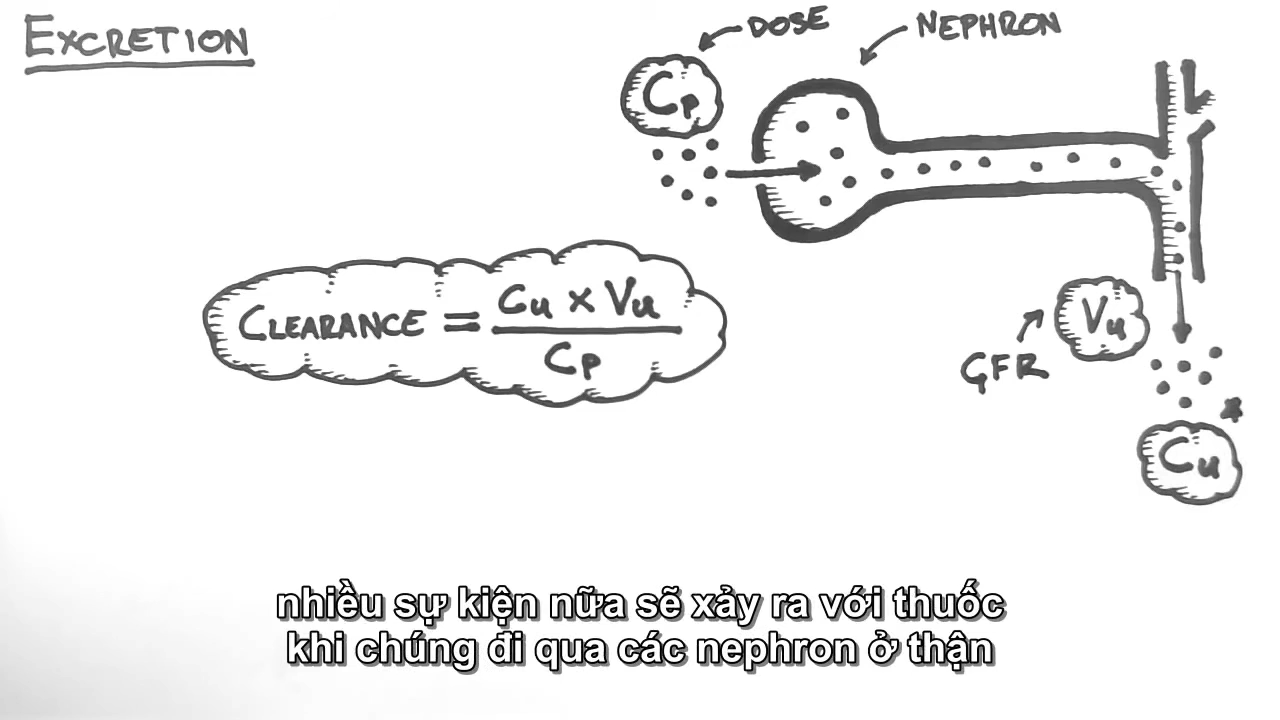 EXCRETION
DOSE
NEPHRON
Cp
CLEARANCE = Cu x Vu
Cp
Vu
GFR
*
Cu
nhiều sự kiện nữa sẽ xảy ra với thuốc
khi chúng đi qua các nephron ở thận